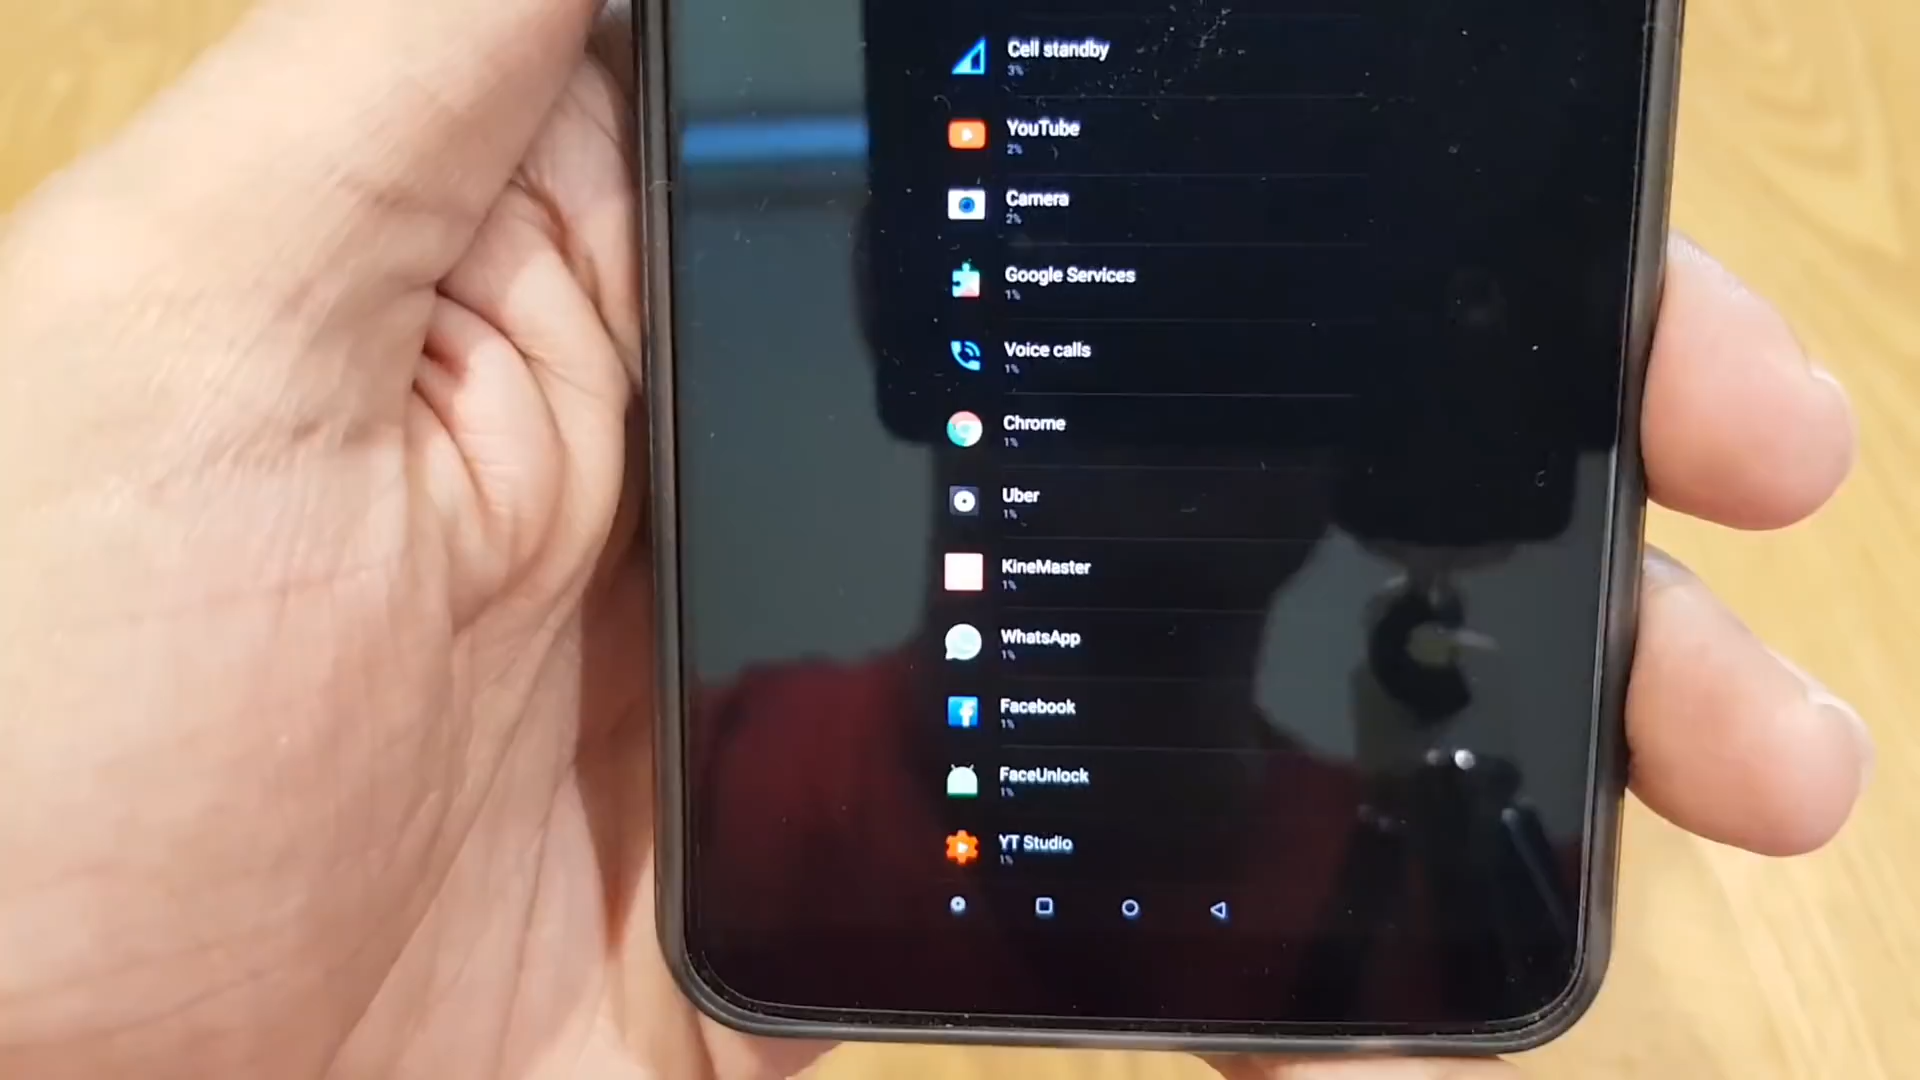 Cell standby
3%
YouTube
2%
Camera
2%
Google Services
1%
Voice calls
1%
Chrome
1%
Uber
1%
KineMaster
1%
WhatsApp
1%
Facebook
1%
FaceUnlock
1%
YT Studio
1%